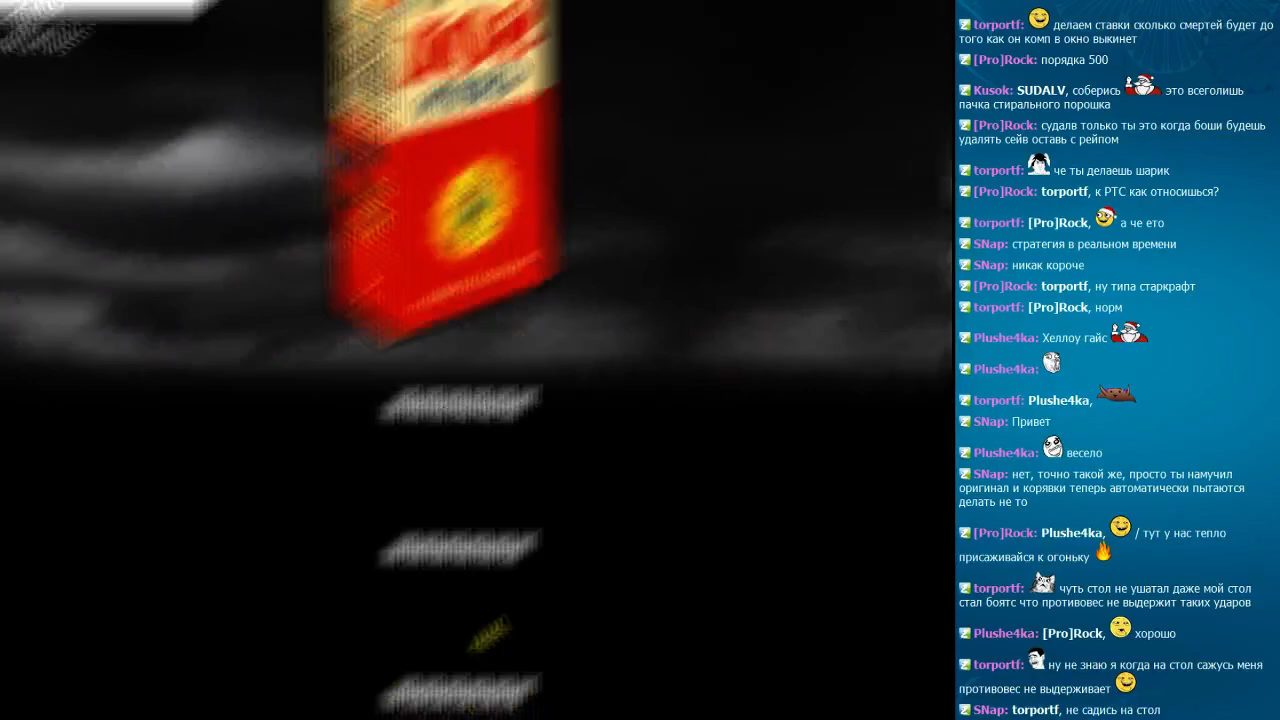 torportf: делаем ставки сколько смертей будет до
того как он комп в окно выкинет
[Pro]Rock: порядка 500
Kusok: SUDALV, соберись это всеголишь
пачка стирального порошка
[Pro]Rock: судалв только ты это когда боши будешь
удалять сейв оставь с рейпом
torportf: че ты делаешь шарик
[Pro]Rock: torportf, к РТС как относишься?
torportf: [Pro]Rock, а че ето
SNap: стратегия в реальном времени
SNap: никак короче
[Pro]Rock: torportf, ну типа старкрафт
torportf: [Pro]Rock, норм
Plushe4ka: Хеллоу гайс
Plushe4ka:
torportf: Plushe4ka,
SNap: Привет
Plushe4ka: весело
SNap: нет, точно такой же, просто ты намучил
оригинал и корявки теперь автоматически пытаются
делать не то
[Pro]Rock: Plushe4ka, / тут у нас тепло
присаживайся к огоньку
torportf: чуть стол не ушатал даже мой стол
стал боятс что противовес не выдержит таких ударов
Plushe4ka: [Pro]Rock, хорошо
torportf: ну не знаю я когда на стол сажусь меня
противовес не выдерживает
SNap: torportf, не садись на стол